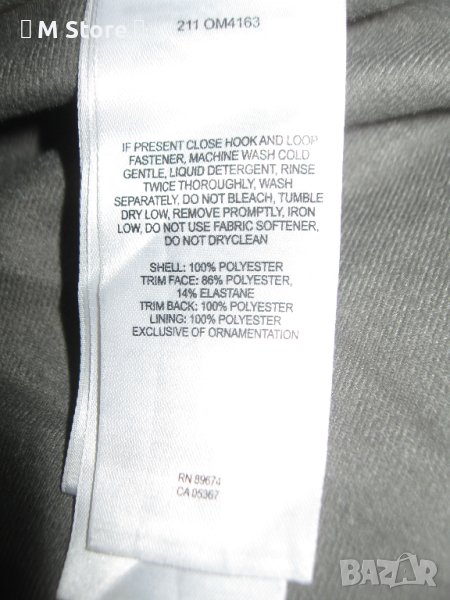 M Store
211 OM4163
IF PRESENT CLOSE HOOK AND LOOP
FASTENER, MACHINE WASH COLD
GENTLE, LIQUID DETERGENT, RINSE
TWICE THOROUGHLY, WASH
SEPARATELY, DO NOT BLEACH, TUMBLE
DRY LOW, REMOVE PROMPTLY, IRON
LOW, DO NOT USE FABRIC SOFTENER,
DO NOT DRYCLEAN
SHELL: 100% POLYESTER
TRIM FACE: 86% POLYESTER,
14% ELASTANE
TRIM BACK: 100% POLYESTER
LINING: 100% POLYESTER
EXCLUSIVE OF ORNAMENTATION
RN 89674
CA 05367
BAZAR